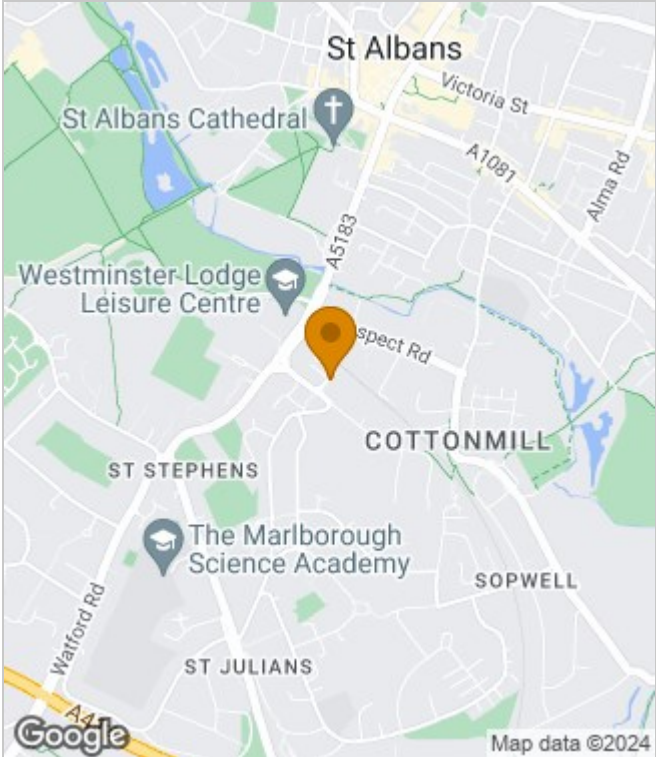 St Albans
Victoria St
St Albans Cathedral
A1081
Alma Rd
A5183
Westminster Lodge
Leisure Centre
spect Rd
COTTONMILL
ST STEPHENS
The Marlborough
Science Academy
SOPWELL
Watford Rd
ST JULIANS
Google
Map data ©2024